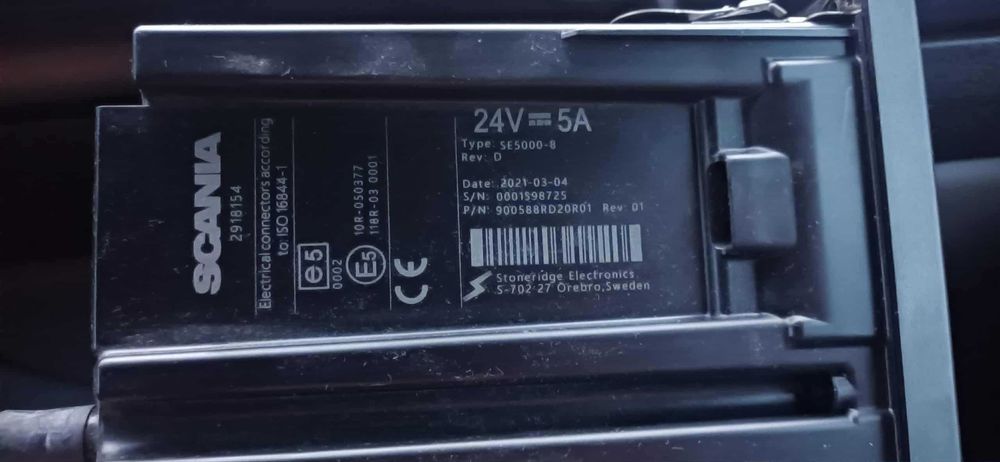 SCANIA
2918154
Electrical connectors according
to: ISO 16844-1
e5
0002
10R-050377
118R-03 0001
E5
CE
24V 5A
Type: SE5000-8
Rev: D
Date: 2021-03-04
S/N: 0001598725
P/N: 900588RD20R01 Rev: 01
Stoneridge Electronics
S-702 27 Örebro, Sweden